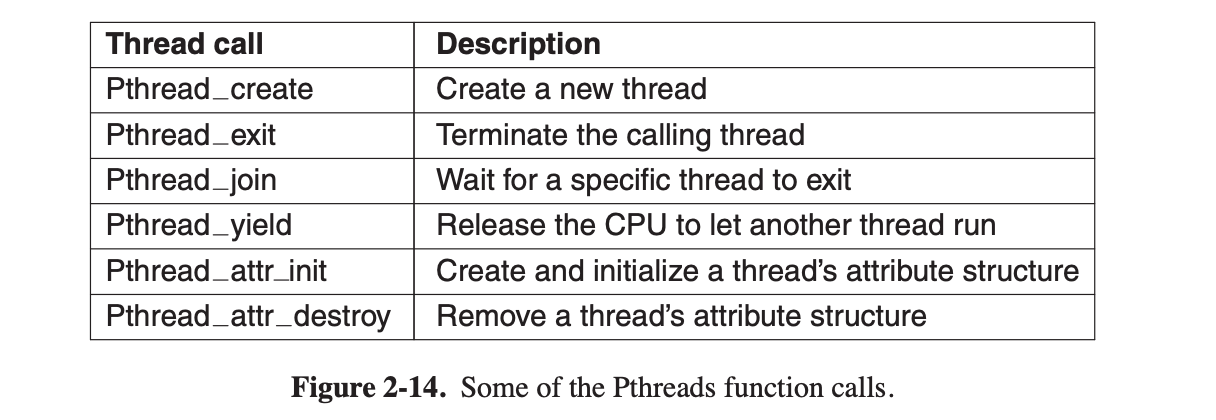 Thread call Description
Pthread_create Create a new thread
Pthread_exit Terminate the calling thread
Pthread_join Wait for a specific thread to exit
Pthread_yield Release the CPU to let another thread run
Pthread_attr_init Create and initialize a thread’s attribute structure
Pthread_attr_destroy Remove a thread’s attribute structure
Figure 2-14. Some of the Pthreads function calls.